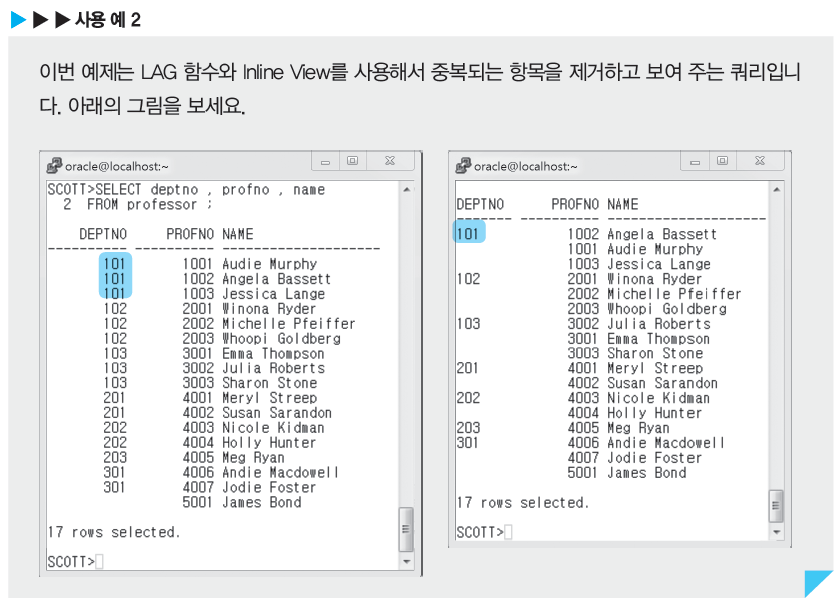 ▶ ▶ ▶ 사용 예 2
이번 예제는 LAG 함수와 Inline View를 사용해서 중복되는 항목을 제거하고 보여 주는 쿼리입니
다. 아래의 그림을 보세요.
oracle@localhost:~
SCOTT>SELECT deptno , profno , name
2 FROM professor ;
DEPTNO PROFNO NAME
---------- ---------- --------------------
101 1001 Audie Murphy
101 1002 Angela Bassett
101 1003 Jessica Lange
102 2001 Winona Ryder
102 2002 Michelle Pfeiffer
102 2003 Whoopi Goldberg
103 3001 Emma Thompson
103 3002 Julia Roberts
103 3003 Sharon Stone
201 4001 Meryl Streep
201 4002 Susan Sarandon
202 4003 Nicole Kidman
202 4004 Holly Hunter
203 4005 Meg Ryan
301 4006 Andie Macdowell
301 4007 Jodie Foster
5001 James Bond
17 rows selected.
SCOTT>
oracle@localhost:~
DEPTNO PROFNO NAME
------- ---------- --------------------
101 1002 Angela Bassett
1001 Audie Murphy
1003 Jessica Lange
102 2001 Winona Ryder
2002 Michelle Pfeiffer
2003 Whoopi Goldberg
103 3002 Julia Roberts
3001 Emma Thompson
3003 Sharon Stone
201 4001 Meryl Streep
4002 Susan Sarandon
202 4003 Nicole Kidman
4004 Holly Hunter
203 4005 Meg Ryan
301 4006 Andie Macdowell
4007 Jodie Foster
5001 James Bond
17 rows selected.
SCOTT>